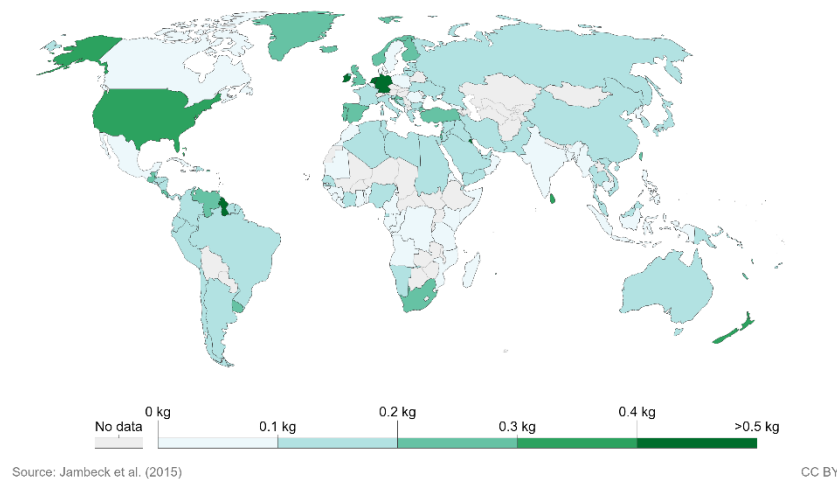 0 kg
0.2 kg
0.4 kg
No data
0.1 kg
0.3 kg
>0.5 kg
Source: Jambeck et al. (2015)
CC BY